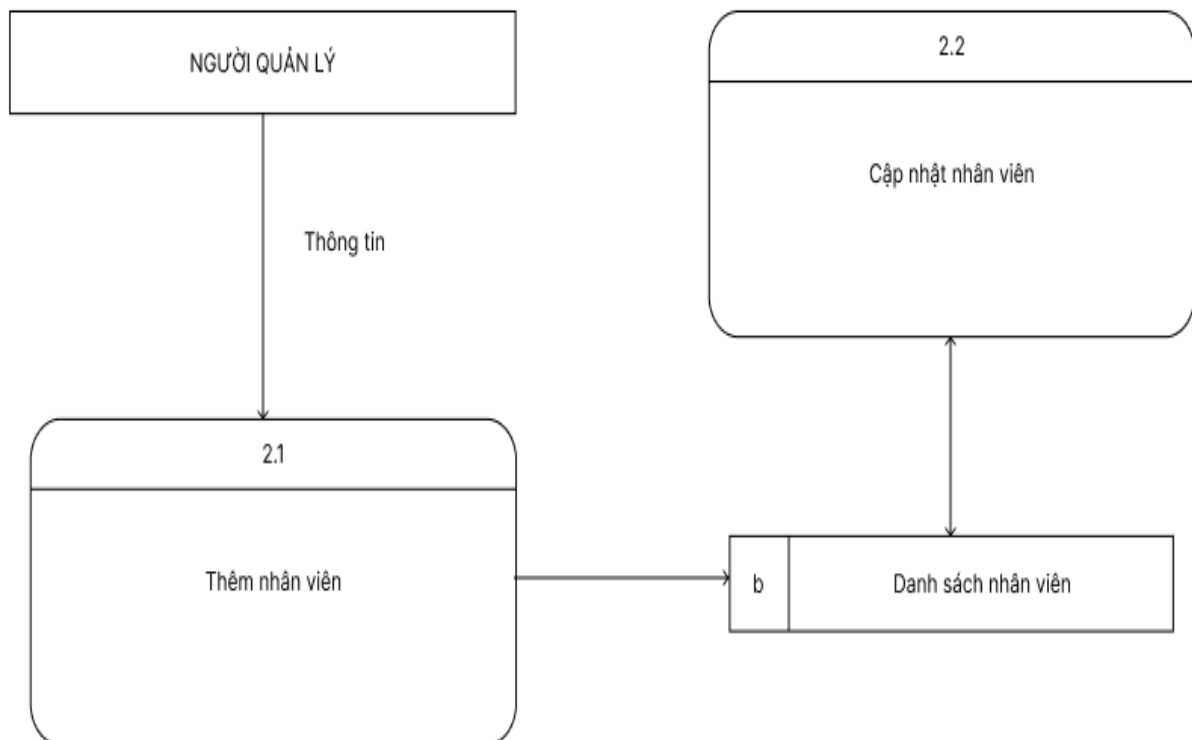 NGƯỜI QUẢN LÝ
2.2
Cập nhật nhân viên
Thông tin
2.1
Thêm nhân viên
b
Danh sách nhân viên